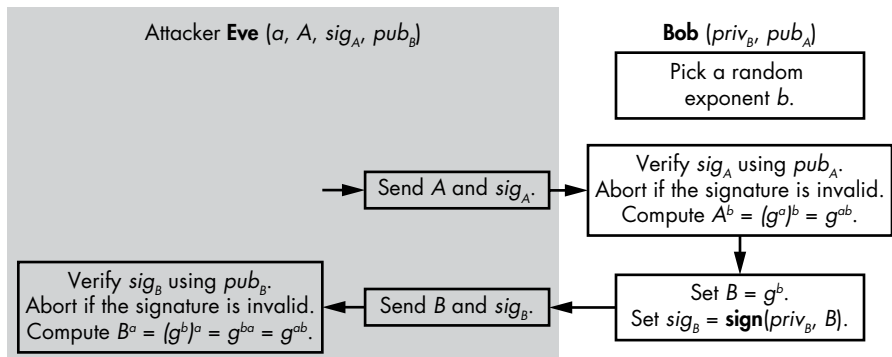 Attacker Eve (a, A, sig_A, pub_B)
Bob (priv_B, pub_A)
Pick a random
exponent b.
Send A and sig_A.
Verify sig_A using pub_A.
Abort if the signature is invalid.
Compute A^b = (g^a)^b = g^ab.
Set B = g^b.
Set sig_B = sign(priv_B, B).
Send B and sig_B.
Verify sig_B using pub_B.
Abort if the signature is invalid.
Compute B^a = (g^b)^a = g^ba = g^ab.